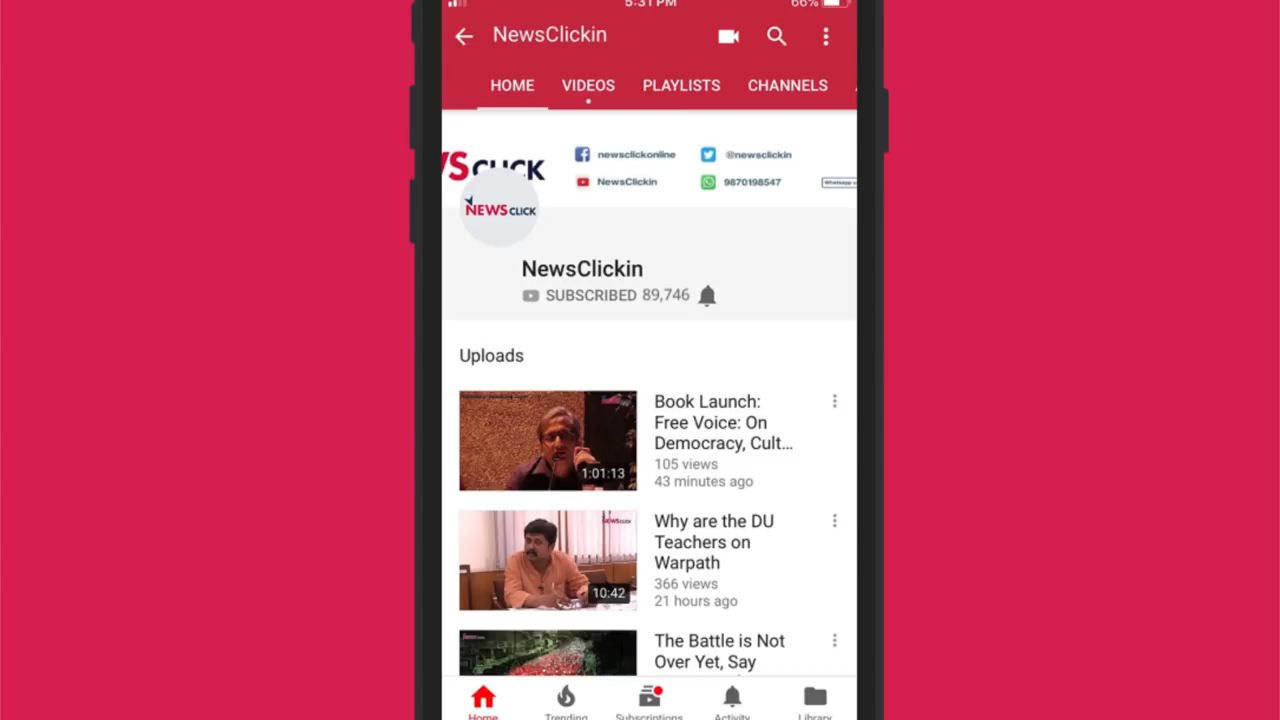 5:31 PM
66%
NewsClickin
HOME
VIDEOS
PLAYLISTS
CHANNELS
CLICK
newsclickonline
@newsclickin
NewsClickin
9870198547
Whatsapp
NEWSCLICK
NewsClickin
SUBSCRIBED 89,746
Uploads
1:01:13
Book Launch:
Free Voice: On
Democracy, Cult...
105 views
43 minutes ago
NEWSCLICK
10:42
Why are the DU
Teachers on
Warpath
366 views
21 hours ago
The Battle is Not
Over Yet, Say
Home
Trending
Subscriptions
Activity
Library